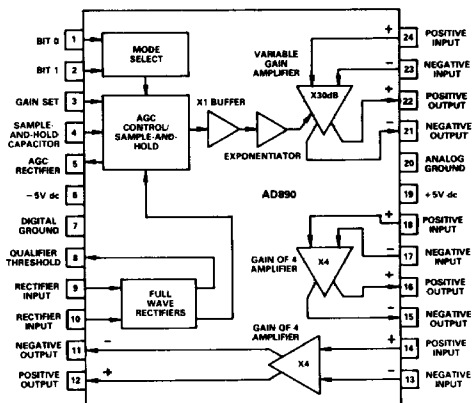 BIT 0
1
BIT 1
2
GAIN SET
3
SAMPLE-
AND-HOLD
CAPACITOR
4
AGC
RECTIFIER
5
−5V dc
6
DIGITAL
GROUND
7
QUALIFIER
THRESHOLD
8
RECTIFIER
INPUT
9
RECTIFIER
INPUT
10
NEGATIVE
OUTPUT
11
−
POSITIVE
OUTPUT
12
+
MODE
SELECT
AGC
CONTROL/
SAMPLE-AND-
HOLD
X1 BUFFER
EXPONENTIATOR
VARIABLE
GAIN
AMPLIFIER
X30dB
AD890
FULL
WAVE
RECTIFIERS
GAIN OF 4
AMPLIFIER
X4
GAIN OF 4
AMPLIFIER
X4
+
24
POSITIVE
INPUT
−
23
NEGATIVE
INPUT
+
22
POSITIVE
OUTPUT
−
21
NEGATIVE
OUTPUT
20
ANALOG
GROUND
19
+5V dc
+
18
POSITIVE
INPUT
−
17
NEGATIVE
INPUT
+
16
POSITIVE
OUTPUT
−
15
NEGATIVE
OUTPUT
+
14
POSITIVE
INPUT
−
13
NEGATIVE
INPUT